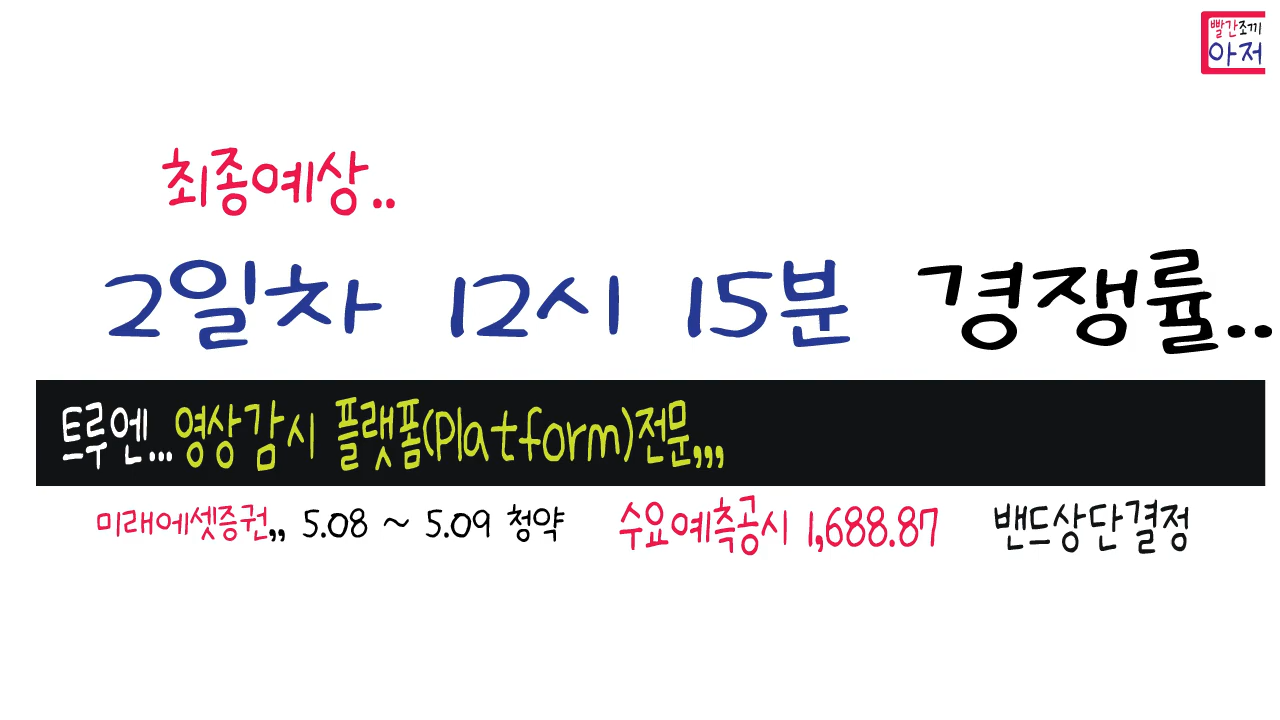 빨간조끼
아저
최종예상..
2일차 12시 15분 경쟁률..
트루엔...영상감시 플랫폼(Platform)전문,,,
미래에셋증권,, 5.08 ~ 5.09 청약 수요예측공시 1,688.87 밴드상단결정